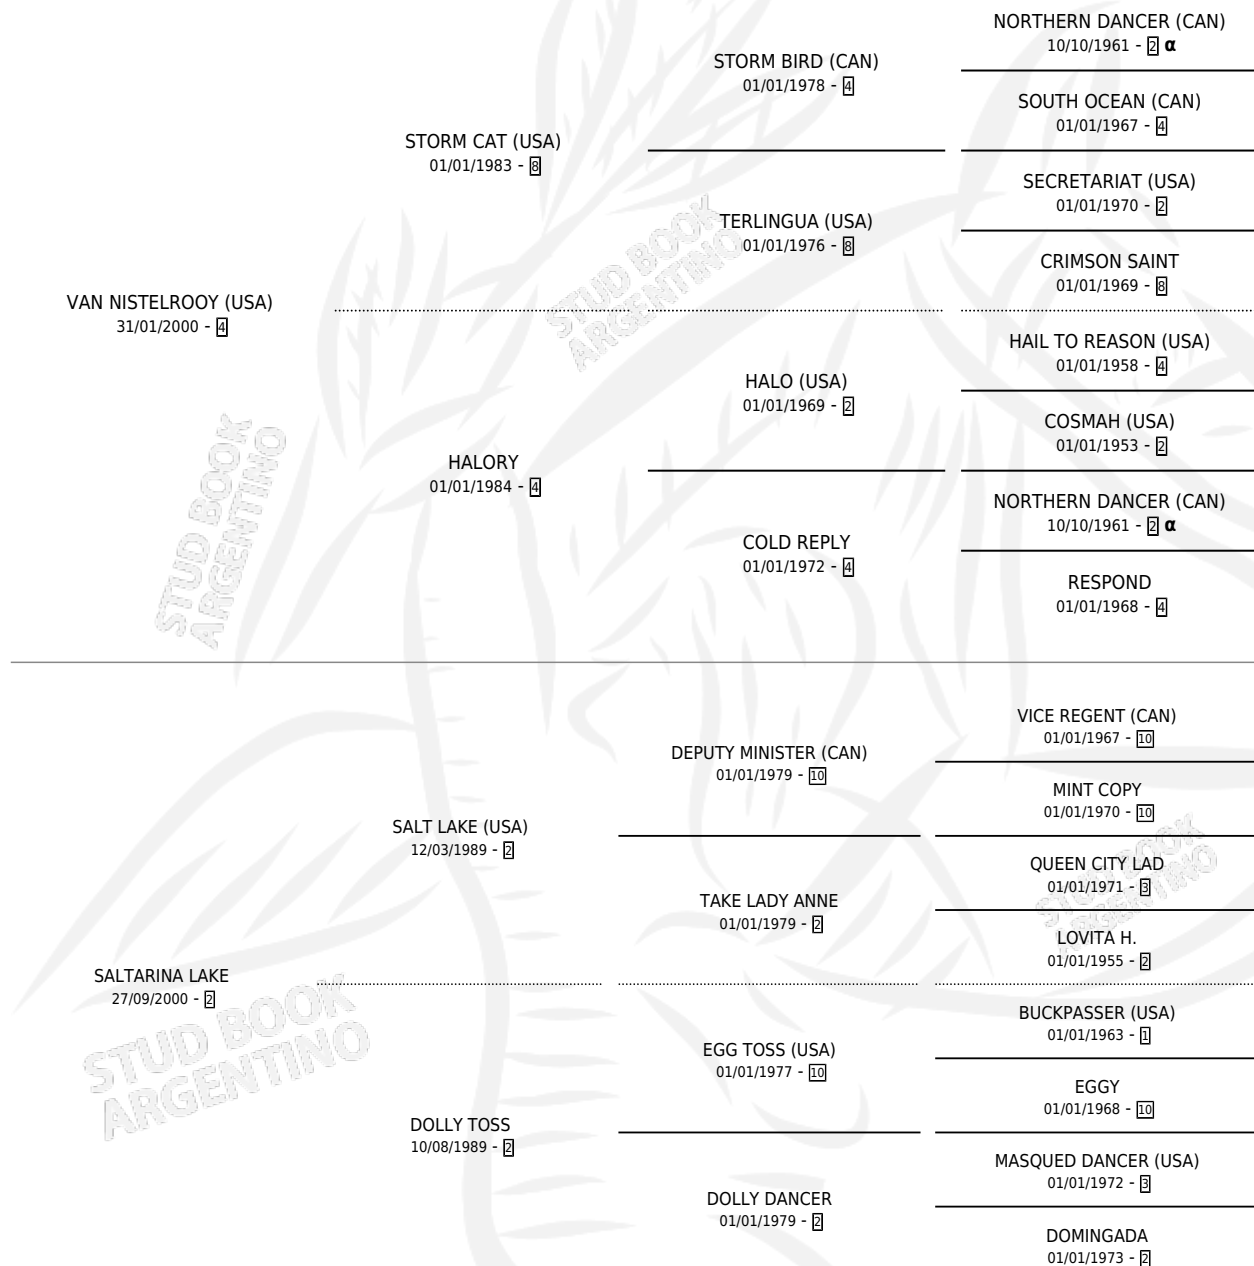 NORTHERN DANCER (CAN)
10/10/1961 - 2 α
STORM BIRD (CAN)
01/01/1978 - 4
SOUTH OCEAN (CAN)
01/01/1967 - 4
STORM CAT (USA)
01/01/1983 - 8
SECRETARIAT (USA)
01/01/1970 - 2
TERLINGUA (USA)
01/01/1976 - 8
CRIMSON SAINT
01/01/1969 - 8
VAN NISTELROOY (USA)
31/01/2000 - 4
HAIL TO REASON (USA)
01/01/1958 - 4
HALO (USA)
01/01/1969 - 2
COSMAH (USA)
01/01/1953 - 2
HALORY
01/01/1984 - 4
NORTHERN DANCER (CAN)
10/10/1961 - 2 α
COLD REPLY
01/01/1972 - 4
RESPOND
01/01/1968 - 4
VICE REGENT (CAN)
01/01/1967 - 10
DEPUTY MINISTER (CAN)
01/01/1979 - 10
MINT COPY
01/01/1970 - 10
SALT LAKE (USA)
12/03/1989 - 2
QUEEN CITY LAD
01/01/1971 - 3
TAKE LADY ANNE
01/01/1979 - 2
LOVITA H.
01/01/1955 - 2
SALTARINA LAKE
27/09/2000 - 2
BUCKPASSER (USA)
01/01/1963 - 1
EGG TOSS (USA)
01/01/1977 - 10
EGGY
01/01/1968 - 10
DOLLY TOSS
10/08/1989 - 2
MASQUED DANCER (USA)
01/01/1972 - 3
DOLLY DANCER
01/01/1979 - 2
DOMINGADA
01/01/1973 - 2
STUD BOOK
ARGENTINO
STUD BOOK
ARGENTINO
STUD BOOK
ARGENTINO
STUD BOOK
ARGENTINO